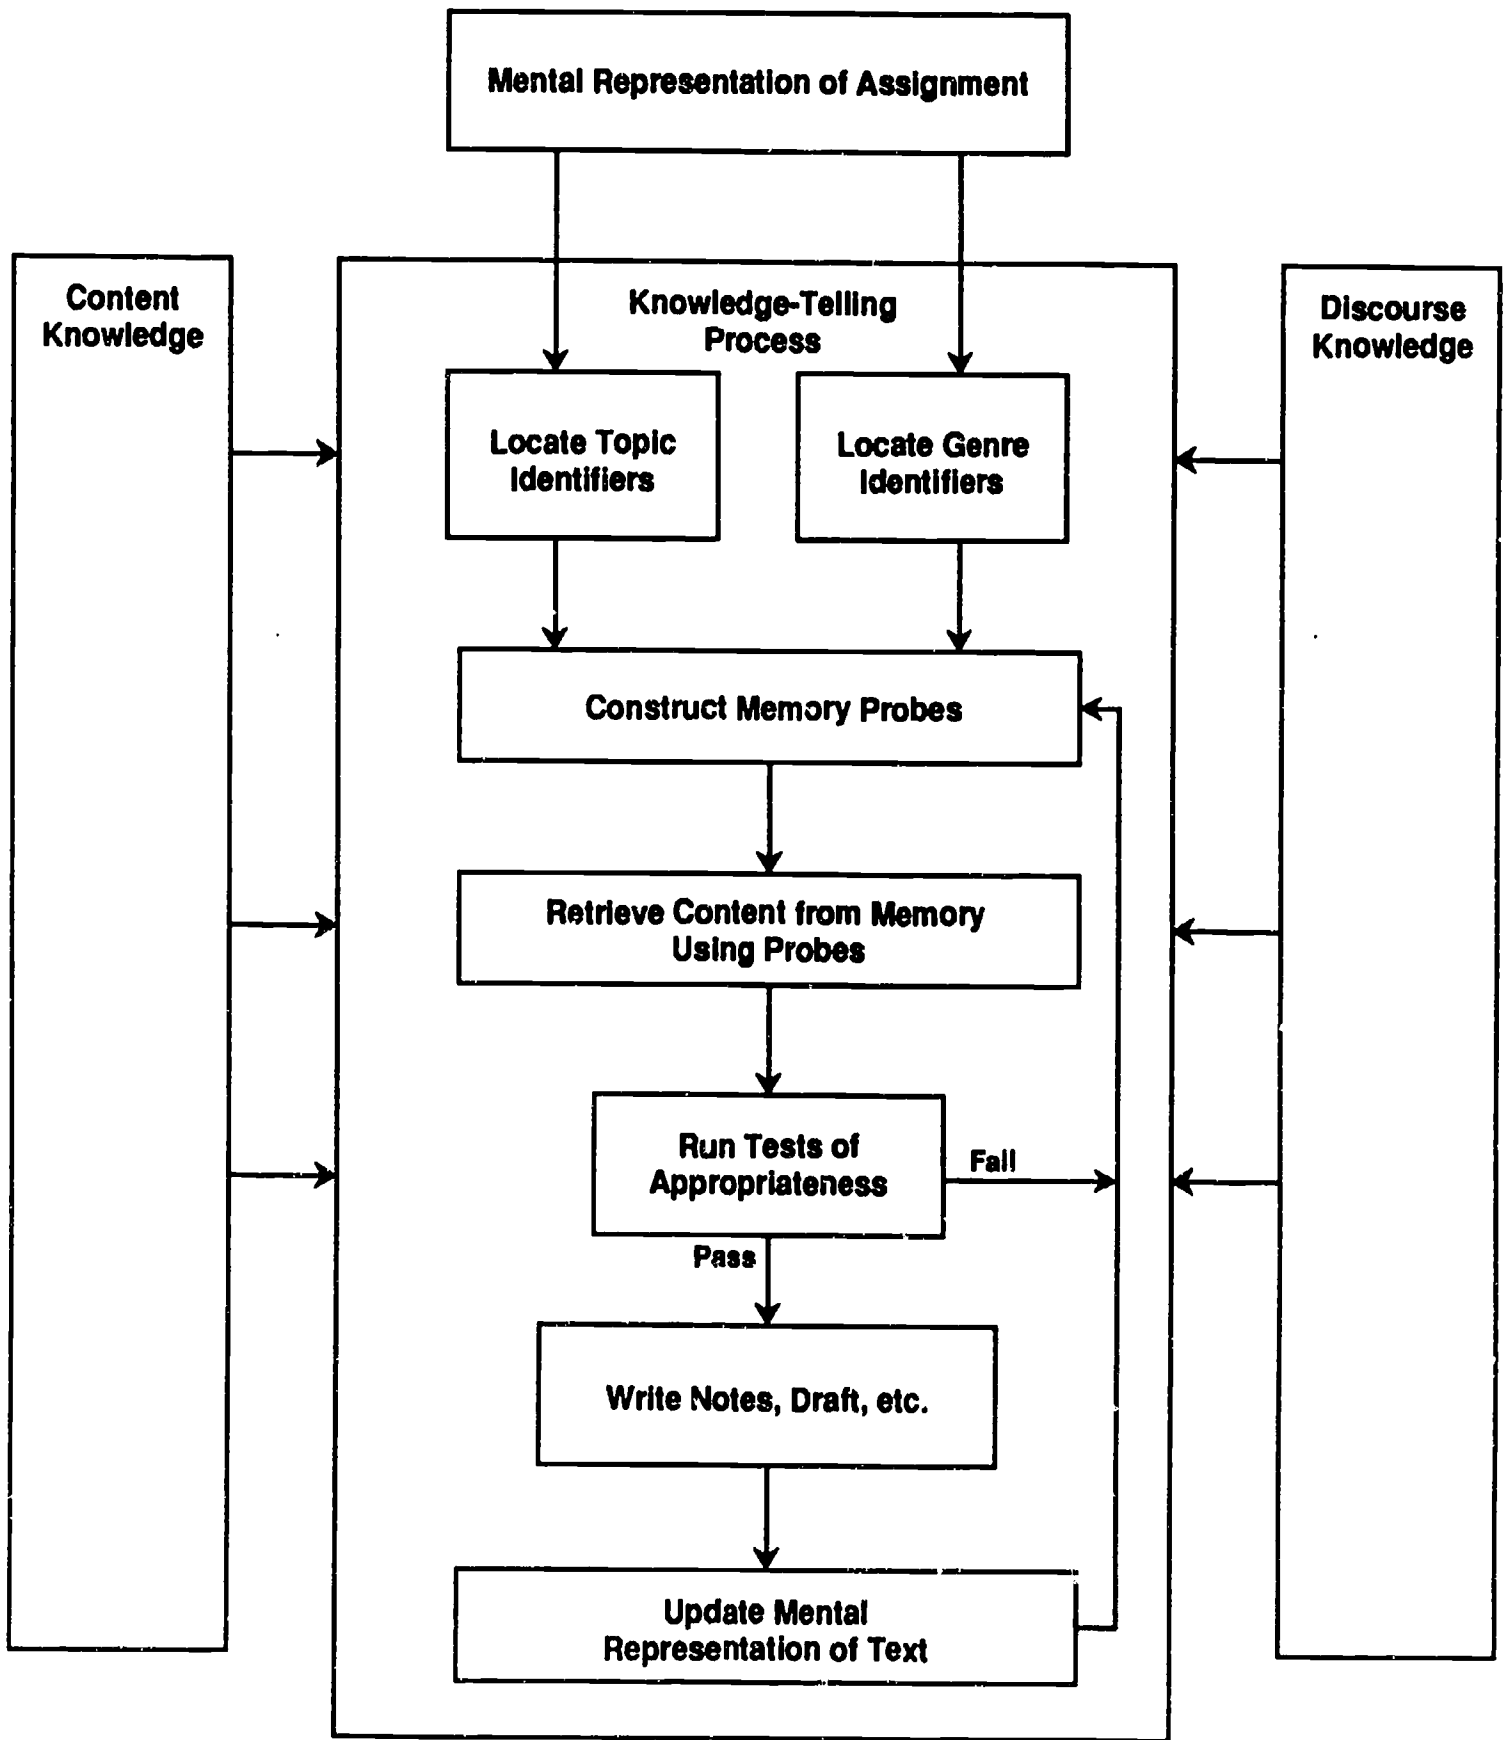 Mental Representation of Assignment
Content
Knowledge
Knowledge-Telling
Process
Discourse
Knowledge
Locate Topic
Identifiers
Locate Genre
Identifiers
Construct Memory Probes
Retrieve Content from Memory
Using Probes
Run Tests of
Appropriateness
Fail
Pass
Write Notes, Draft, etc.
Update Mental
Representation of Text